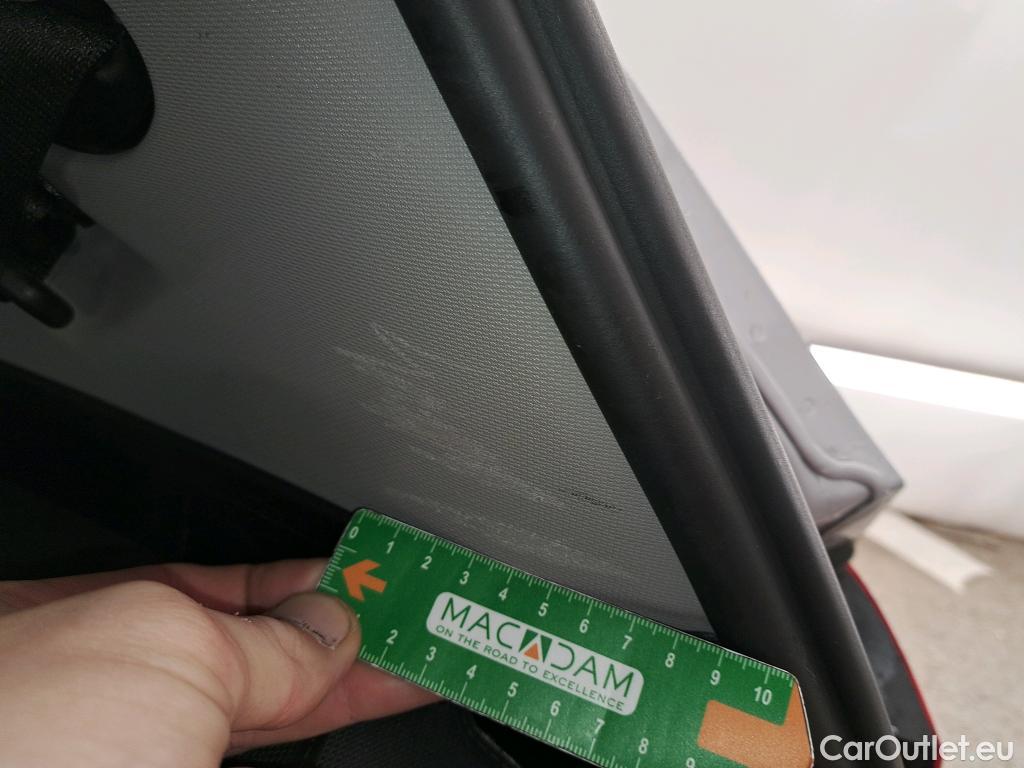 0 1 2 3 4 5 6 7 8 9 10
MACADAM
ON THE ROAD TO EXCELLENCE
2 3 4 5 6 7 8 9
CarOutlet.eu